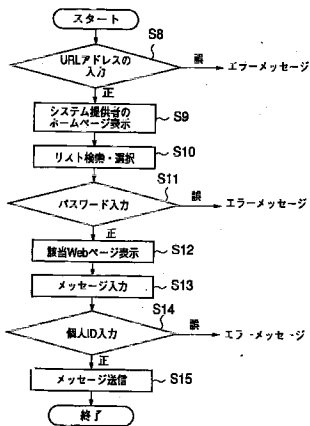 スタート
S8
URLアドレスの
入力
誤
エラーメッセージ
正
システム提供者の
ホームページ表示
S9
リスト検索・選択
S10
S11
パスワード入力
誤
エラーメッセージ
正
該当Webページ表示
S12
メッセージ入力
S13
S14
個人ID入力
誤
エラーメッセージ
正
メッセージ送信
S15
終了